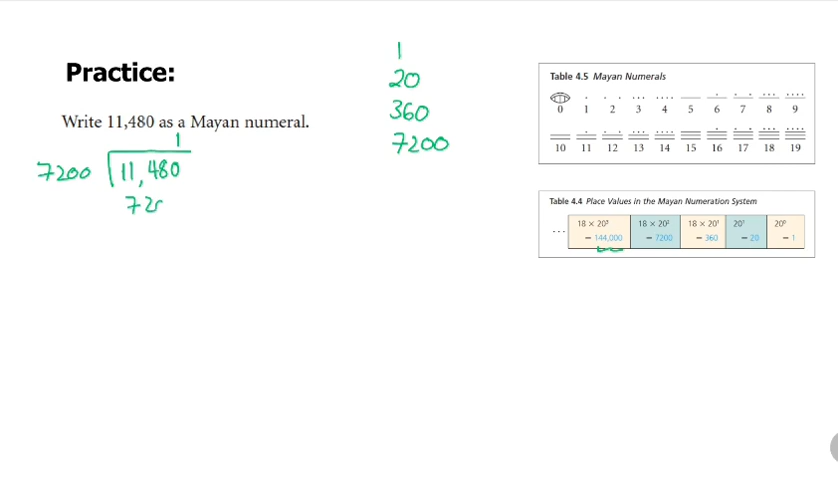 Practice:
Write 11,480 as a Mayan numeral.
1
7200 11,480
720
1
20
360
7200
Table 4.5 Mayan Numerals
0 1 2 3 4 5 6 7 8 9
10 11 12 13 14 15 16 17 18 19
Table 4.4 Place Values in the Mayan Numeration System
... 18 × 20³ 18 × 20² 18 × 20¹ 20¹ 20⁰
= 144,000 = 7200 = 360 = 20 = 1